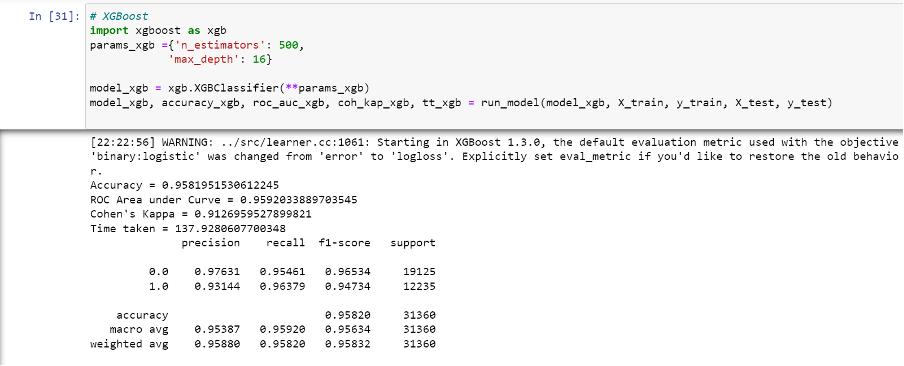 In [31]: # XGBoost
import xgboost as xgb
params_xgb ={'n_estimators': 500,
'max_depth': 16}
model_xgb = xgb.XGBClassifier(**params_xgb)
model_xgb, accuracy_xgb, roc_auc_xgb, coh_kap_xgb, tt_xgb = run_model(model_xgb, X_train, y_train, X_test, y_test)
[22:22:56] WARNING: ../src/learner.cc:1061: Starting in XGBoost 1.3.0, the default evaluation metric used with the objective
'binary:logistic' was changed from 'error' to 'logloss'. Explicitly set eval_metric if you'd like to restore the old behavio
r.
Accuracy = 0.9581951530612245
ROC Area under Curve = 0.9592033889703545
Cohen's Kappa = 0.9126959527899821
Time taken = 137.9280607700348
precision recall f1-score support
0.0 0.97631 0.95461 0.96534 19125
1.0 0.93144 0.96379 0.94734 12235
accuracy 0.95820 31360
macro avg 0.95387 0.95920 0.95634 31360
weighted avg 0.95880 0.95820 0.95832 31360